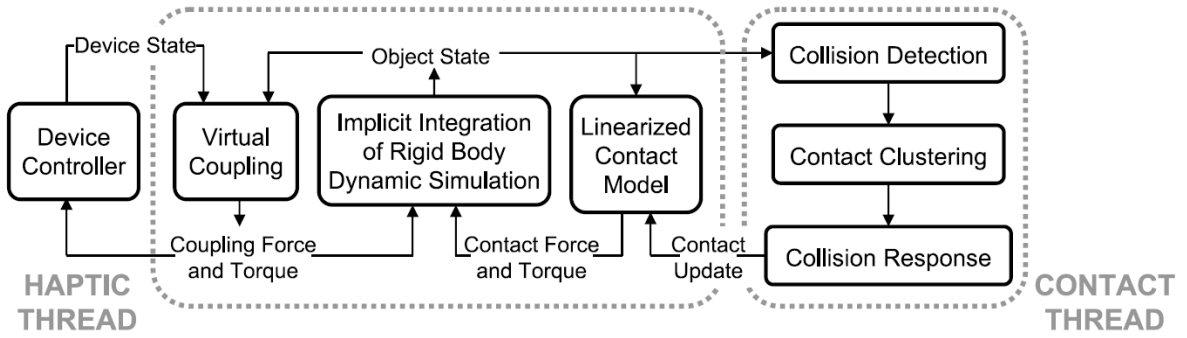 Device State
Object State
Collision Detection
Device
Controller
Virtual
Coupling
Implicit Integration
of Rigid Body
Dynamic Simulation
Linearized
Contact
Model
Contact Clustering
Coupling Force
and Torque
Contact Force
and Torque
Contact
Update
Collision Response
HAPTIC
THREAD
CONTACT
THREAD